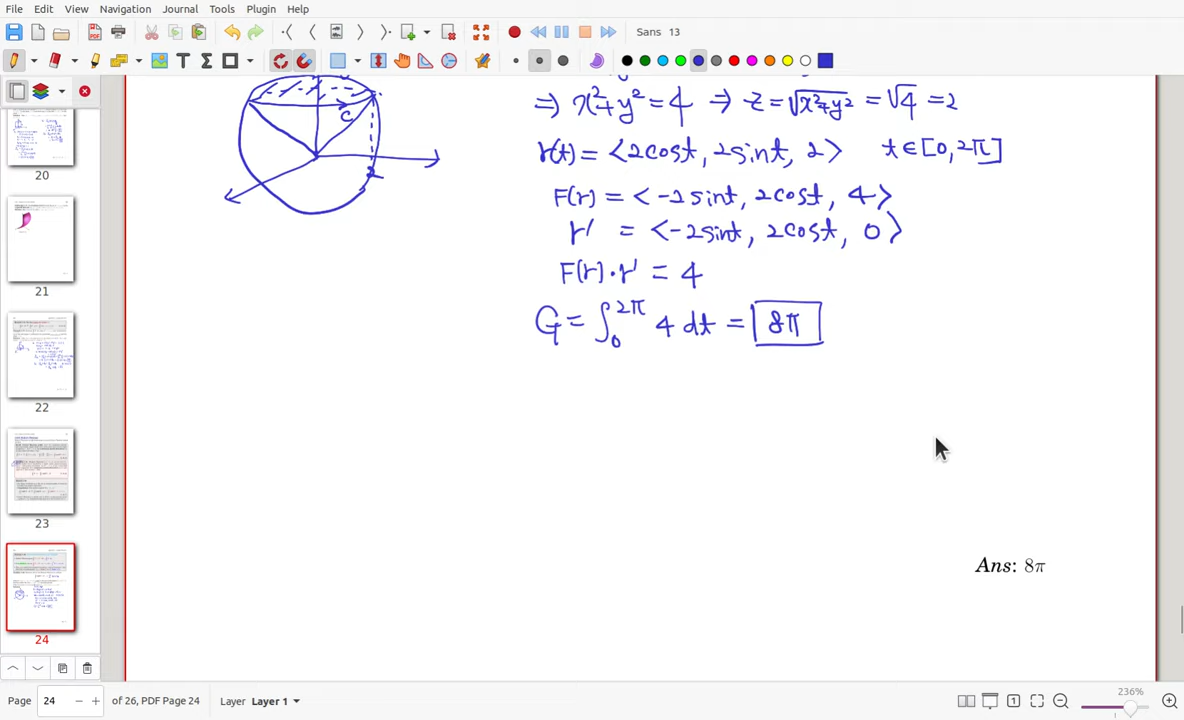 File Edit View Navigation Journal Tools Plugin Help
Sans 13
20
21
22
23
24
⇒ x²+y² = 4 ⇒ z = √(x²+y²) = √4 = 2
r(t) = ⟨2cost, 2sint, 2⟩ t ∈ [0, 2π]
F(r) = ⟨-2sint, 2cost, 4⟩
r' = ⟨-2sint, 2cost, 0⟩
F(r)·r' = 4
G = ∫₀^2π 4 dt = 8π
C
2
Ans: 8π
Page 24 of 26, PDF Page 24 Layer Layer 1 236%